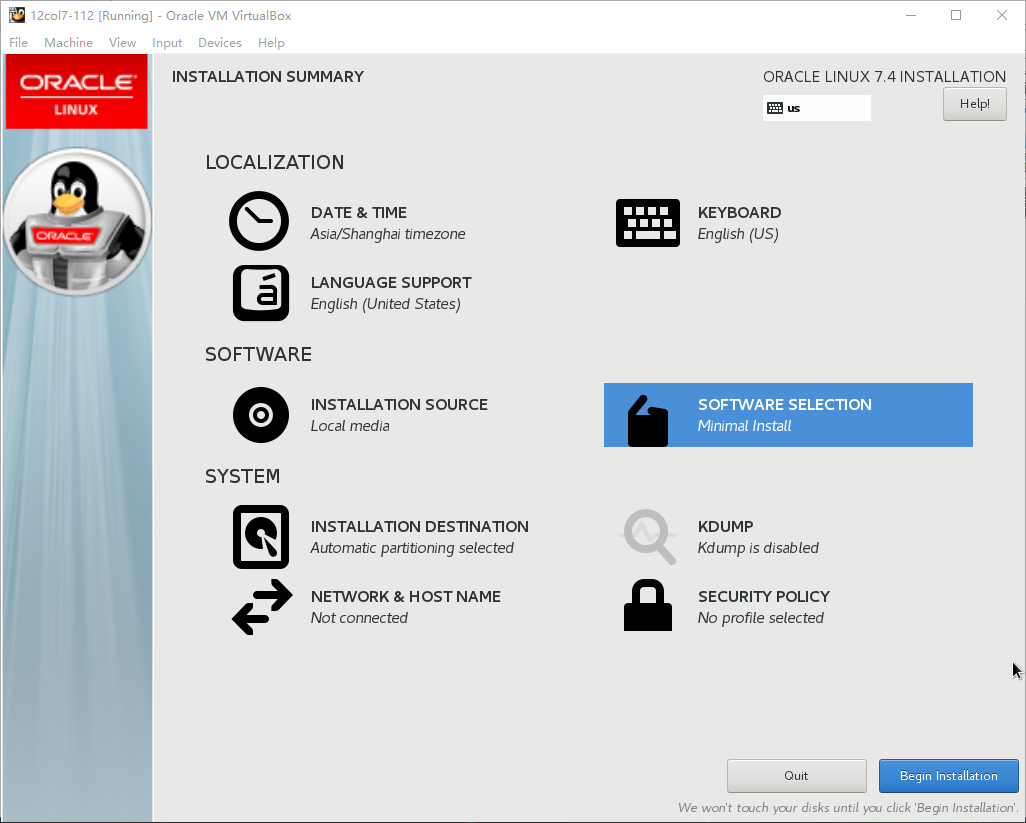 12col7-112 [Running] - Oracle VM VirtualBox
File Machine View Input Devices Help
ORACLE
LINUX
ORACLE
INSTALLATION SUMMARY
ORACLE LINUX 7.4 INSTALLATION
us
Help!
LOCALIZATION
DATE & TIME
Asia/Shanghai timezone
KEYBOARD
English (US)
LANGUAGE SUPPORT
English (United States)
SOFTWARE
INSTALLATION SOURCE
Local media
SOFTWARE SELECTION
Minimal Install
SYSTEM
INSTALLATION DESTINATION
Automatic partitioning selected
KDUMP
Kdump is disabled
NETWORK & HOST NAME
Not connected
SECURITY POLICY
No profile selected
Quit
Begin Installation
We won't touch your disks until you click 'Begin Installation'.